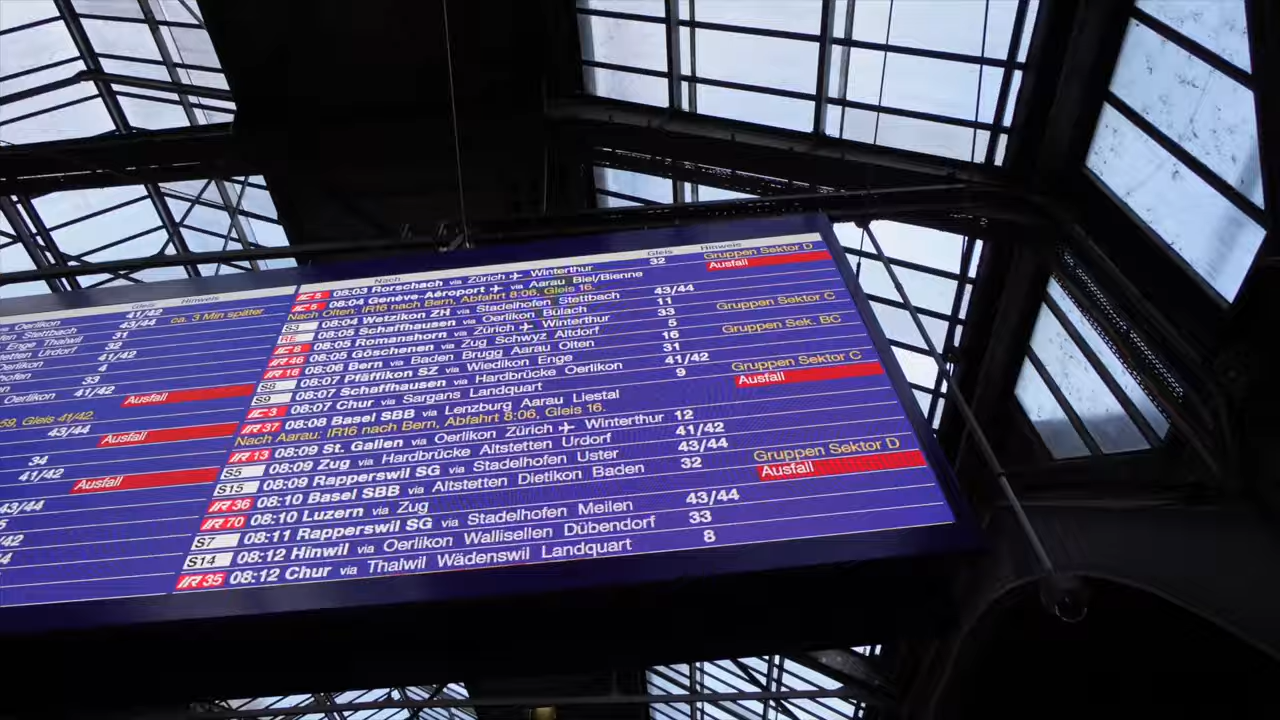 Gleis Hinweis
Oerlikon 41/42 ca. 3 Min später
Stettbach 43/44
Enge Thalwil 31
Urdorf
41/42
Oerlikon 4
33
Oerlikon 41/42 Ausfall
59, Gleis 41/42.
43/44 Ausfall
34
41/42 Ausfall
43/44
Nach Gleis Hinweis
IC 5 08:03 Rorschach via Zürich ✈ Winterthur 32 Gruppen Sektor D
IC 5 08:04 Genève-Aéroport ✈ via Aarau Biel/Bienne Ausfall
Nach Olten: IR16 nach Bern, Abfahrt 8:06, Gleis 16.
S3 08:04 Wetzikon ZH via Stadelhofen Stettbach 43/44
RE 08:05 Schaffhausen via Oerlikon Bülach 11
IC 8 08:05 Romanshorn via Zürich ✈ Winterthur 33 Gruppen Sektor C
IR 46 08:05 Göschenen via Zug Schwyz Altdorf 5
IR 16 08:06 Bern via Baden Brugg Aarau Olten 16 Gruppen Sek. BC
S8 08:07 Pfäffikon SZ via Wiedikon Enge 31
S9 08:07 Schaffhausen via Hardbrücke Oerlikon 41/42
IC 3 08:07 Chur via Sargans Landquart 9 Gruppen Sektor C
IR 37 08:08 Basel SBB via Lenzburg Aarau Liestal Ausfall
Nach Aarau: IR16 nach Bern, Abfahrt 8:06, Gleis 16.
IR 13 08:09 St. Gallen via Oerlikon Zürich ✈ Winterthur 12
S5 08:09 Zug via Hardbrücke Altstetten Urdorf 41/42
S15 08:09 Rapperswil SG via Stadelhofen Uster 43/44
IR 36 08:10 Basel SBB via Altstetten Dietikon Baden 32 Gruppen Sektor D
IR 70 08:10 Luzern via Zug Ausfall
S7 08:11 Rapperswil SG via Stadelhofen Meilen 43/44
S14 08:12 Hinwil via Oerlikon Wallisellen Dübendorf 33
IR 35 08:12 Chur via Thalwil Wädenswil Landquart 8